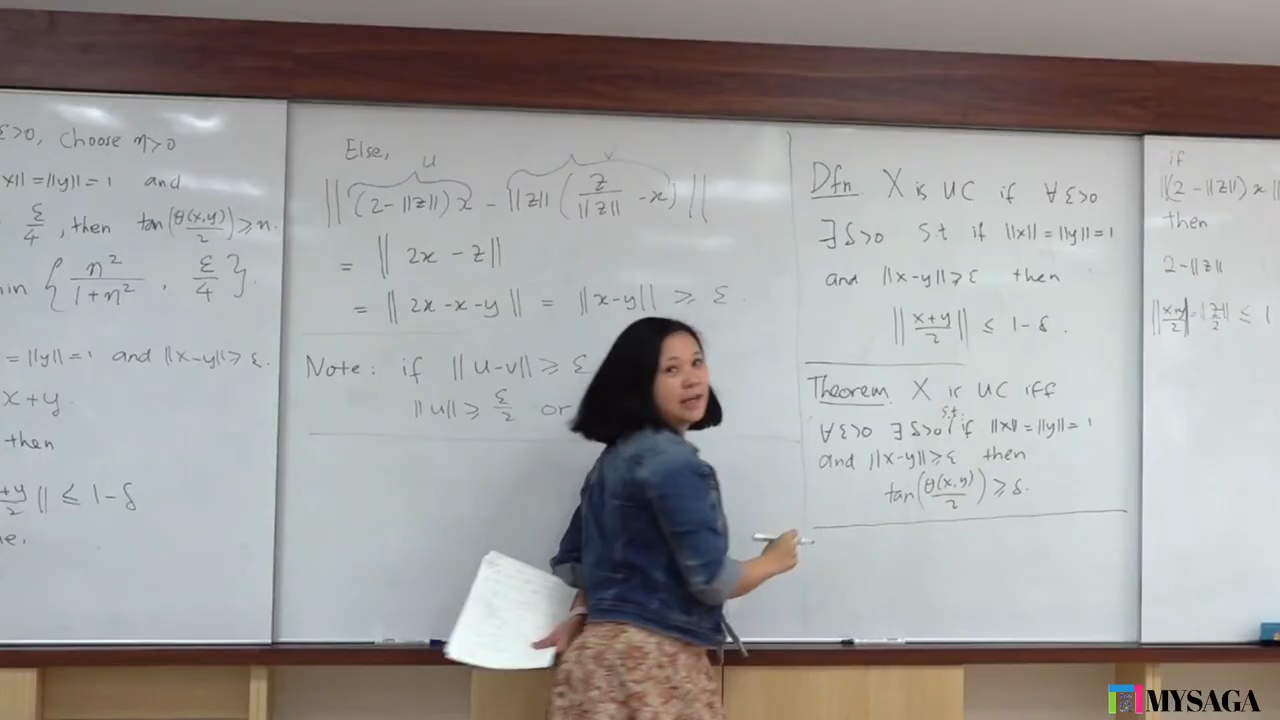 ε>0, choose η>0
x|| = ||y|| = 1 and
ε/4, then tan(θ(x,y)/2) ⩾ η.
in { η²/(1+η²), ε/4 }.
= ||y|| = 1 and ||x-y|| ⩾ ε.
x+y.
then
+y/2 || ≤ 1-δ
e.
Else,
u v
|| (2-||z||)x - ||z|| (z/||z|| - x) ||
= || 2x - z ||
= || 2x - x - y || = || x-y || ⩾ ε.
Note: if || u-v || ⩾ ε
||u|| ⩾ ε/2 or
Dfn X is UC if ∀ε>0
∃δ>0 st if ||x|| = ||y|| = 1
and ||x-y|| ⩾ ε then
|| (x+y)/2 || ≤ 1-δ.
Theorem. X is UC iff
∀ε>0 ∃δ>0 s.t. if ||x|| = ||y|| = 1
and ||x-y|| ⩾ ε then
tan(θ(x,y)/2) ⩾ δ.
if
||(2-||z||)x
then
2-||z||
||(x+y)/2|| = ||z/2|| ≤ 1
MYSAGA